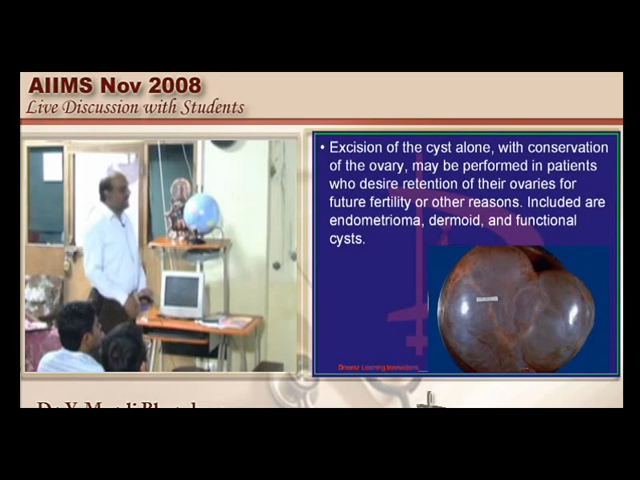 AIIMS Nov 2008
Live Discussion with Students
• Excision of the cyst alone, with conservation
of the ovary, may be performed in patients
who desire retention of their ovaries for
future fertility or other reasons. Included are
endometrioma, dermoid, and functional
cysts.
Learning Innovations